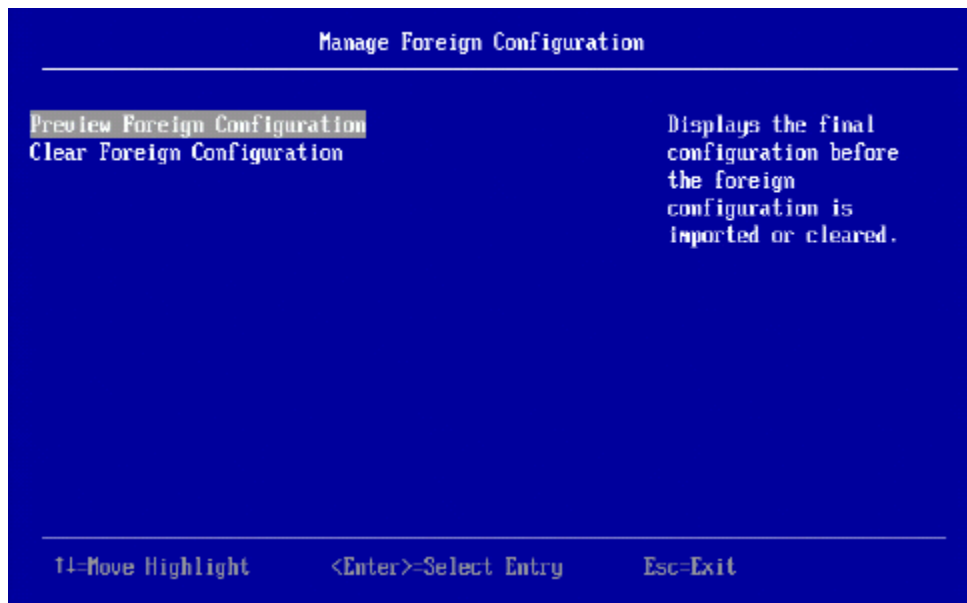 Manage Foreign Configuration
Preview Foreign Configuration
Clear Foreign Configuration
Displays the final
configuration before
the foreign
configuration is
imported or cleared.
↑↓=Move Highlight <Enter>=Select Entry Esc=Exit